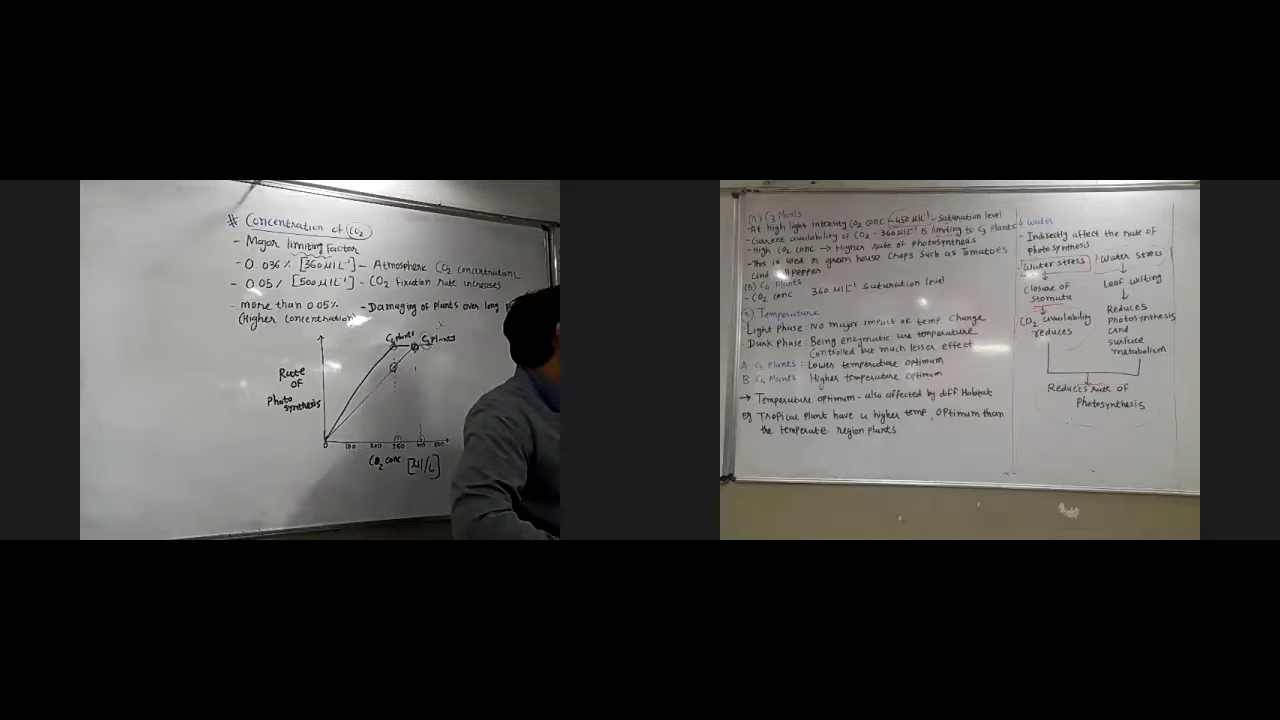 # Concentration of CO₂
- Major limiting factor
- 0.036% [360 μl L⁻¹] - Atmospheric CO₂ concentration
- 0.05% [500 μl L⁻¹] - CO₂ fixation rate increases
- more than 0.05% - Damaging of plants over long
(Higher concentration)
C₄ plants C₃ plants
Rate
of
Photo
synthesis
0 100 200
CO₂ conc [μl/L]
(A) C₃ Plants
- At high light intensity CO₂ conc ~450 μl L⁻¹ - Saturation level
- Current availability of CO₂ - 360 μl L⁻¹ is limiting to C₃ plants
- High CO₂ conc → Higher rate of photosynthesis
- This is used in green house crops such as Tomatoes
and pepper
(B) C₄ Plants
- CO₂ conc 360 μl L⁻¹ Saturation level
3) Temperature
Light phase: No major impact of temp change
- Dark phase: Being enzymatic are temperature
controlled but much lesser effect
A. C₃ Plants : Lower temperature optimum
B. C₄ Plants Higher temperature optimum
→ Temperature optimum - also affected by diff. Habitat
eg Tropical plant have a higher temp. optimum than
the temperate region plants
water
- Indirectly affect the rate of
photosynthesis
Water stress
Closure of
stomata
CO₂ availability
reduces
Water stress
Leaf wilting
Reduces
Photosynthesis
and
surface
metabolism
Reduces rate of
Photosynthesis